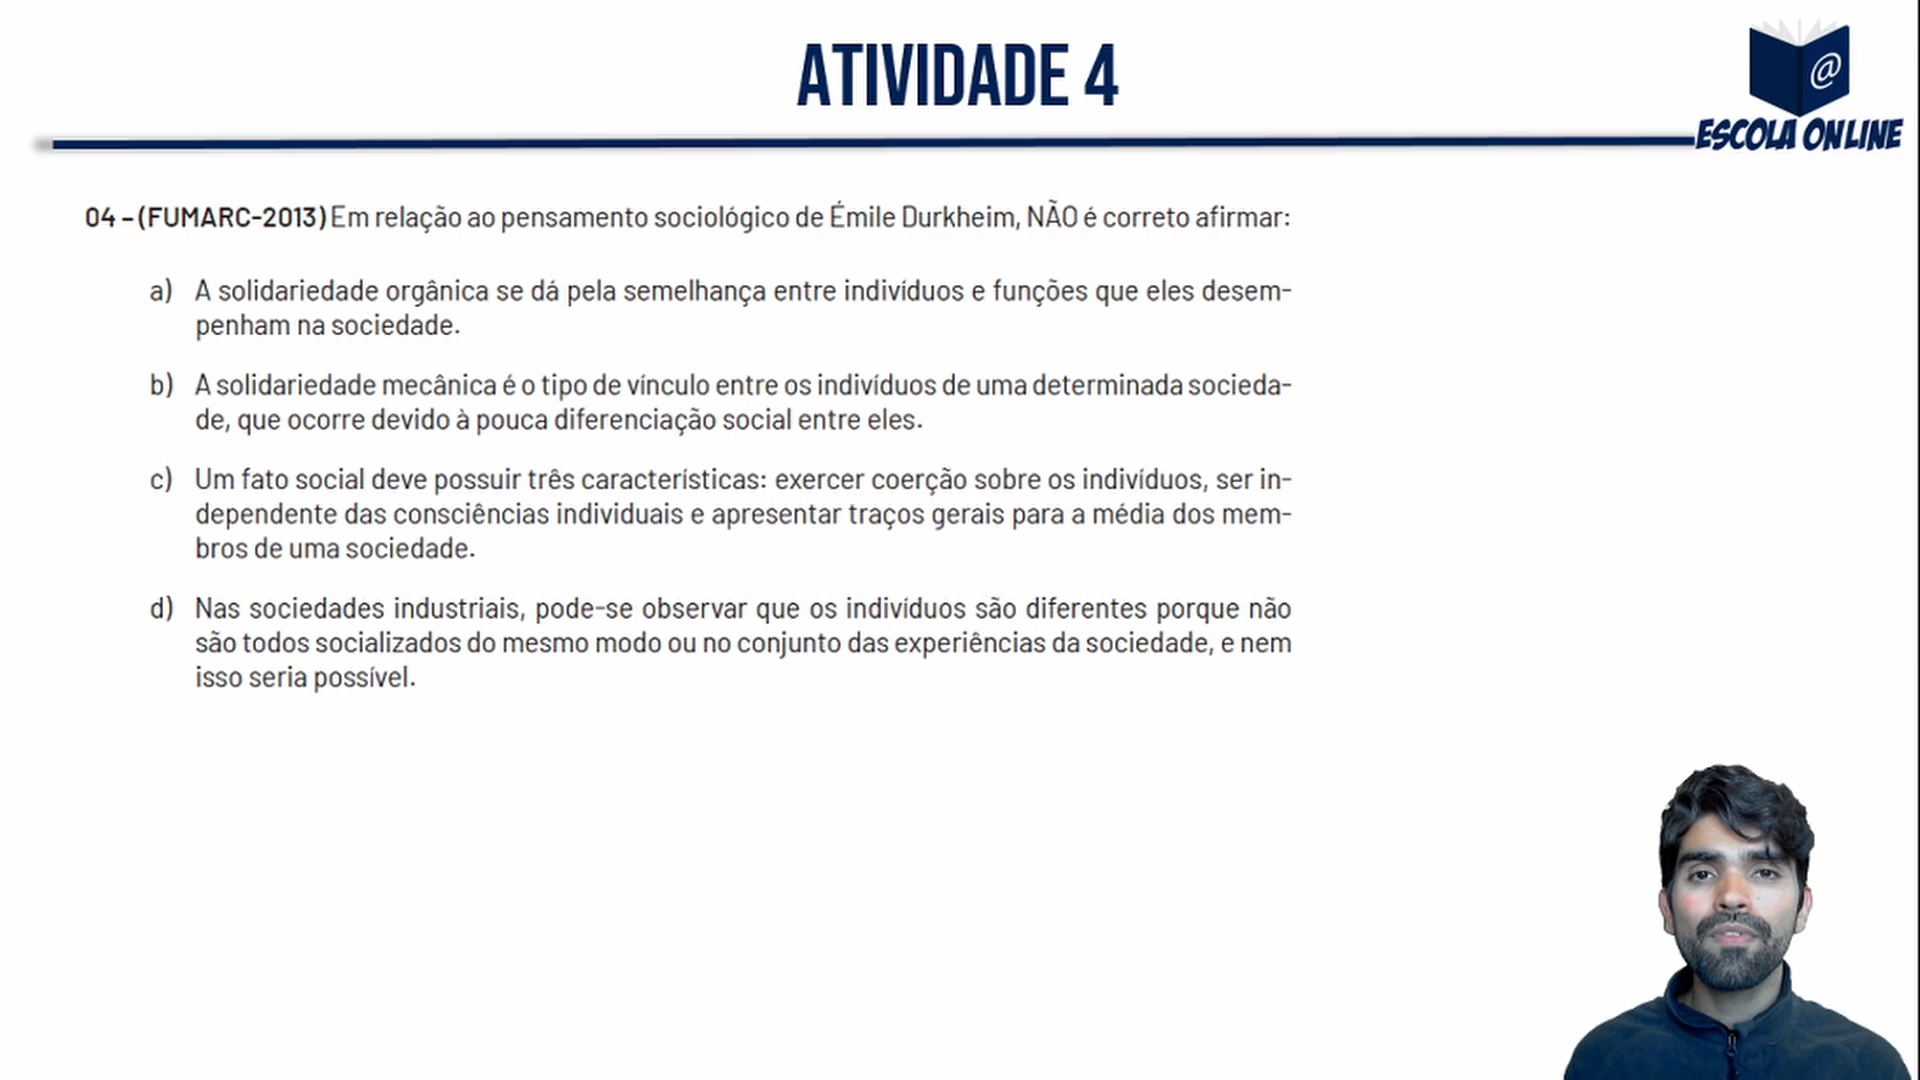 ATIVIDADE 4
@
ESCOLA ONLINE
04 – (FUMARC-2013) Em relação ao pensamento sociológico de Émile Durkheim, NÃO é correto afirmar:
a) A solidariedade orgânica se dá pela semelhança entre indivíduos e funções que eles desem-
penham na sociedade.
b) A solidariedade mecânica é o tipo de vínculo entre os indivíduos de uma determinada socieda-
de, que ocorre devido à pouca diferenciação social entre eles.
c) Um fato social deve possuir três características: exercer coerção sobre os indivíduos, ser in-
dependente das consciências individuais e apresentar traços gerais para a média dos mem-
bros de uma sociedade.
d) Nas sociedades industriais, pode-se observar que os indivíduos são diferentes porque não
são todos socializados do mesmo modo ou no conjunto das experiências da sociedade, e nem
isso seria possível.